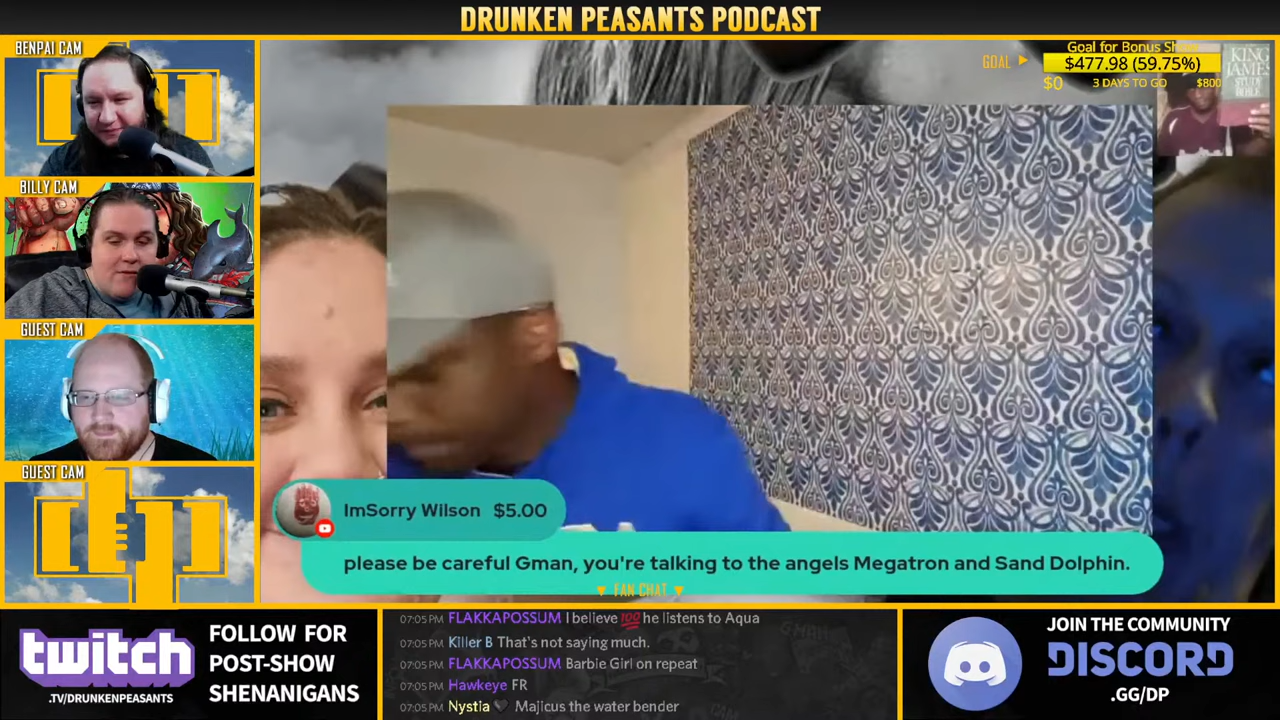 DRUNKEN PEASANTS PODCAST
BENPAI CAM
BILLY CAM
GUEST CAM
GUEST CAM
GOAL
Goal for Bonus Show
$477.98 (59.75%)
$0 3 DAYS TO GO $800
KING
JAMES
STUDY
BIBLE
ImSorry Wilson $5.00
please be careful Gman, you're talking to the angels Megatron and Sand Dolphin.
▼ FAN CHAT ▼
twitch
.TV/DRUNKENPEASANTS
FOLLOW FOR
POST-SHOW
SHENANIGANS
07:05 PM FLAKKAPOSSUM I believe 💯 he listens to Aqua
07:05 PM Killer B That's not saying much.
07:05 PM FLAKKAPOSSUM Barbie Girl on repeat
07:05 PM Hawkeye FR
07:05 PM Nystia Majicus the water bender
JOIN THE COMMUNITY
DISCORD
.GG/DP